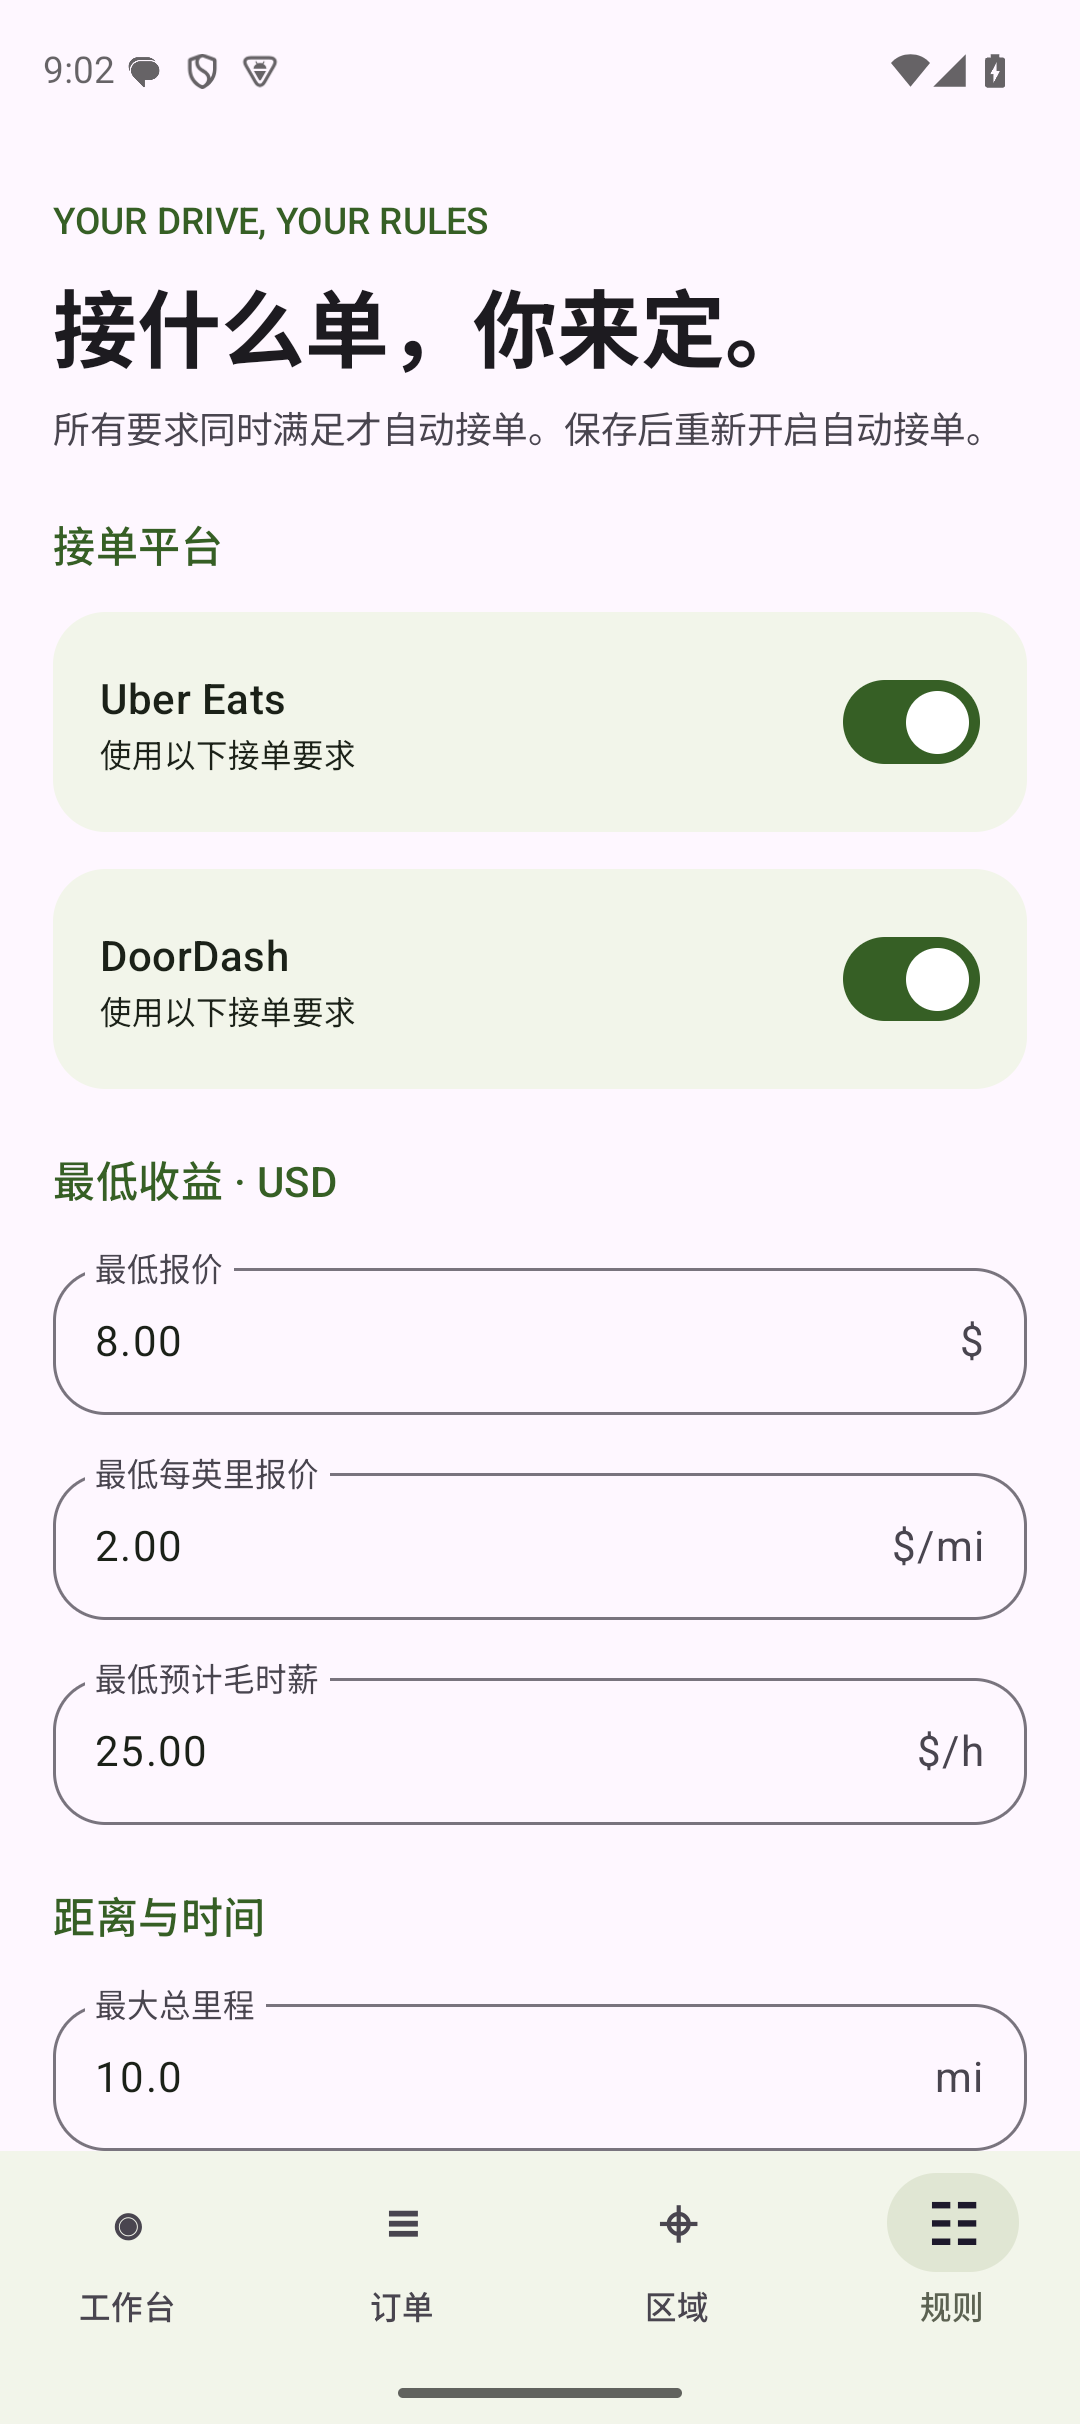 9:02
YOUR DRIVE, YOUR RULES
接什么单，你来定。
所有要求同时满足才自动接单。保存后重新开启自动接单。
接单平台
Uber Eats
使用以下接单要求
DoorDash
使用以下接单要求
最低收益 · USD
最低报价
8.00 $
最低每英里报价
2.00 $/mi
最低预计毛时薪
25.00 $/h
距离与时间
最大总里程
10.0 mi
工作台 订单 区域 规则